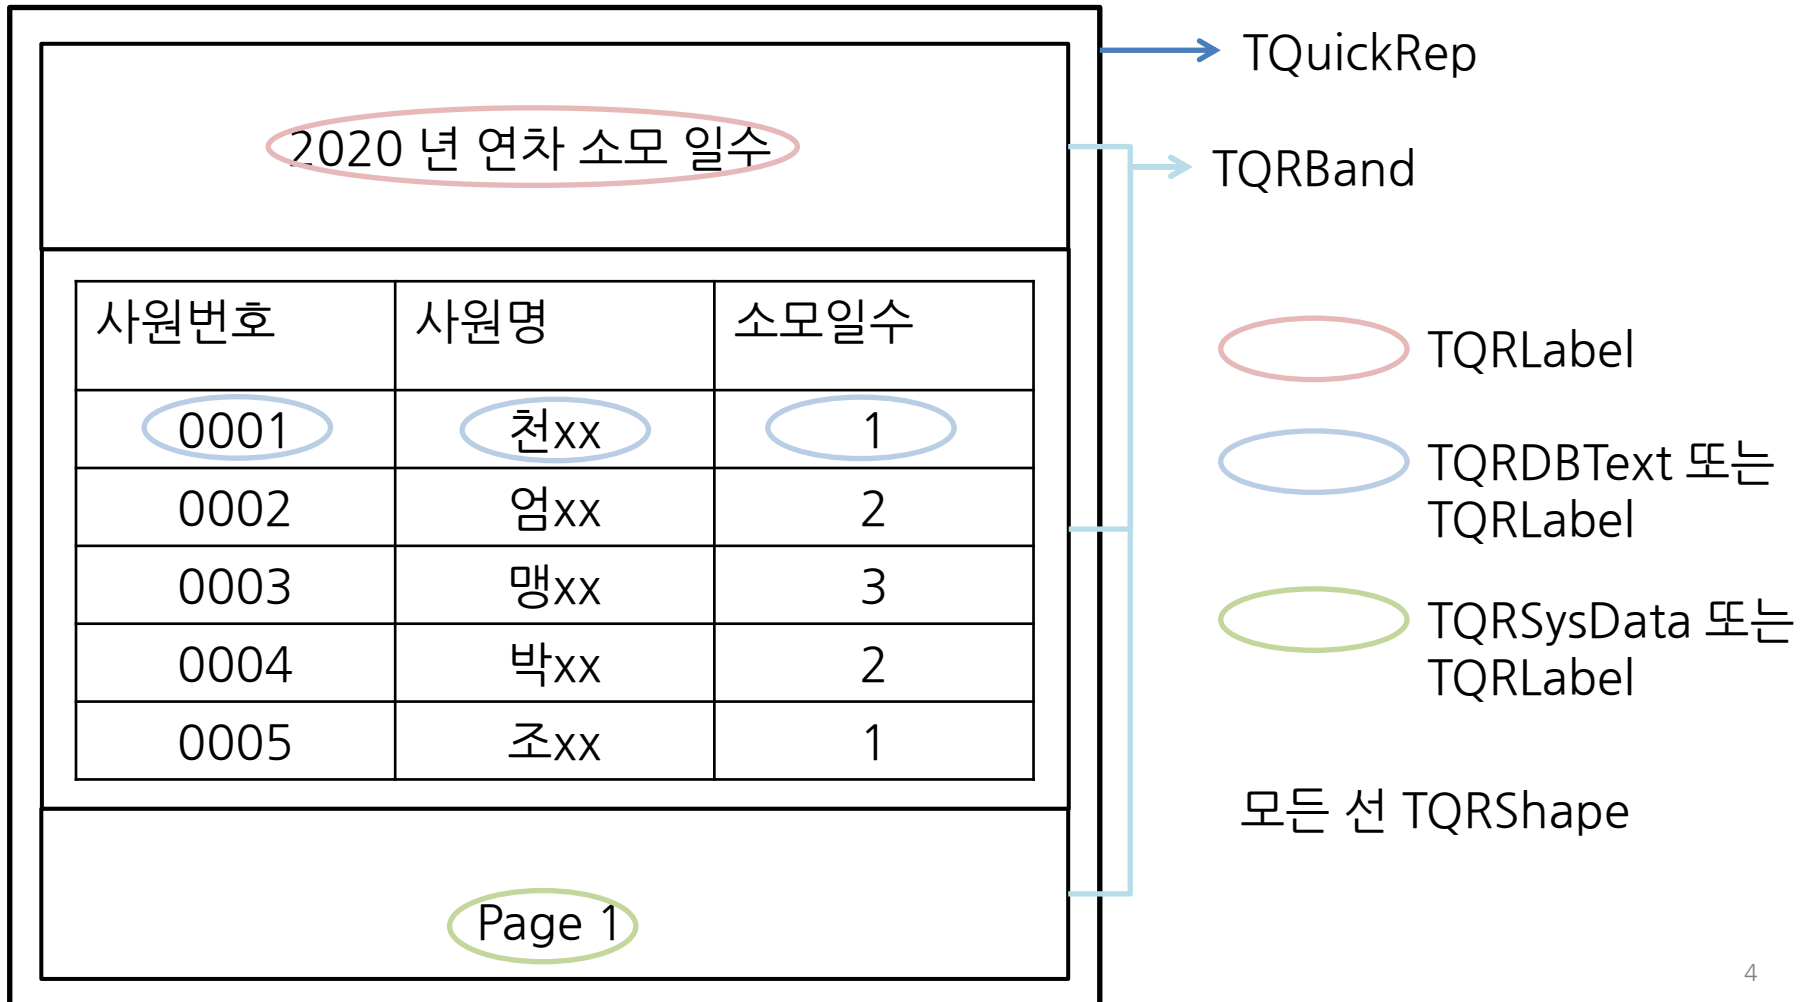 2020 년 연차 소모 일수
사원번호 사원명 소모일수
0001 천xx 1
0002 엄xx 2
0003 맹xx 3
0004 박xx 2
0005 조xx 1
Page 1
TQuickRep
TQRBand
TQRLabel
TQRDBText 또는
TQRLabel
TQRSysData 또는
TQRLabel
모든 선 TQRShape
4